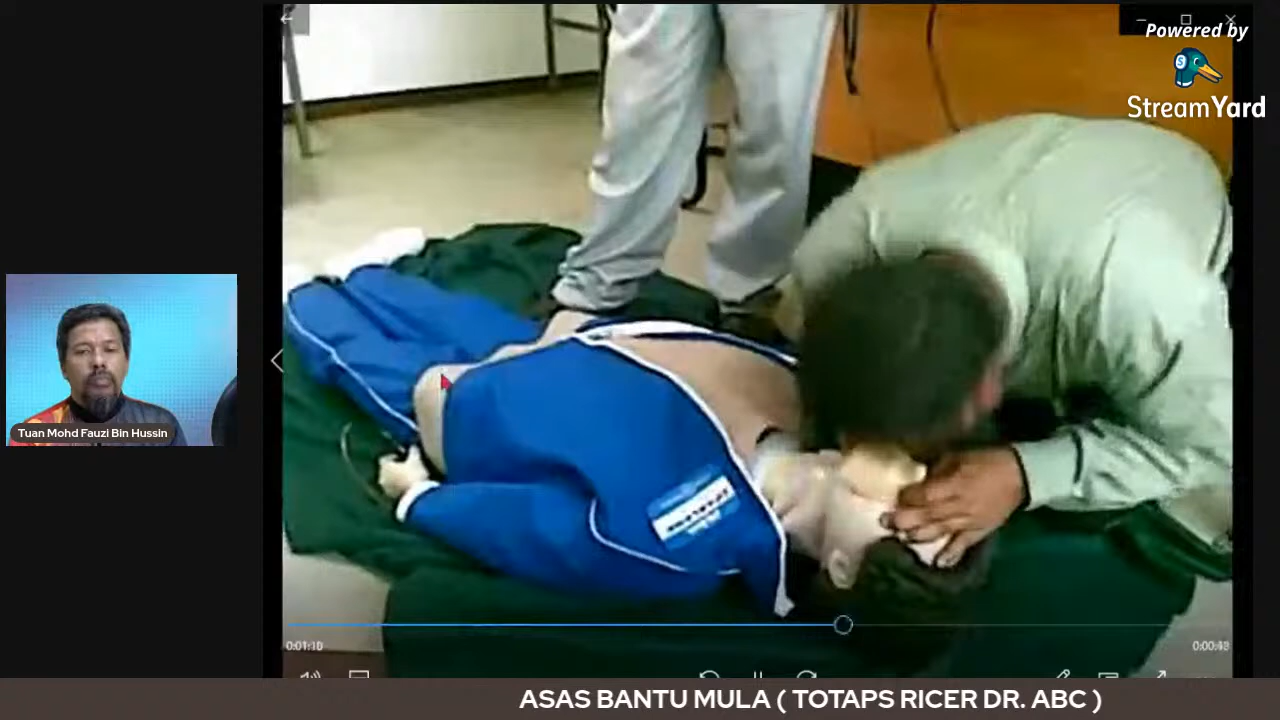 Powered by
StreamYard
Tuan Mohd Fauzi Bin Hussin
0:01:10
0:00:49
ASAS BANTU MULA ( TOTAPS RICER DR. ABC )